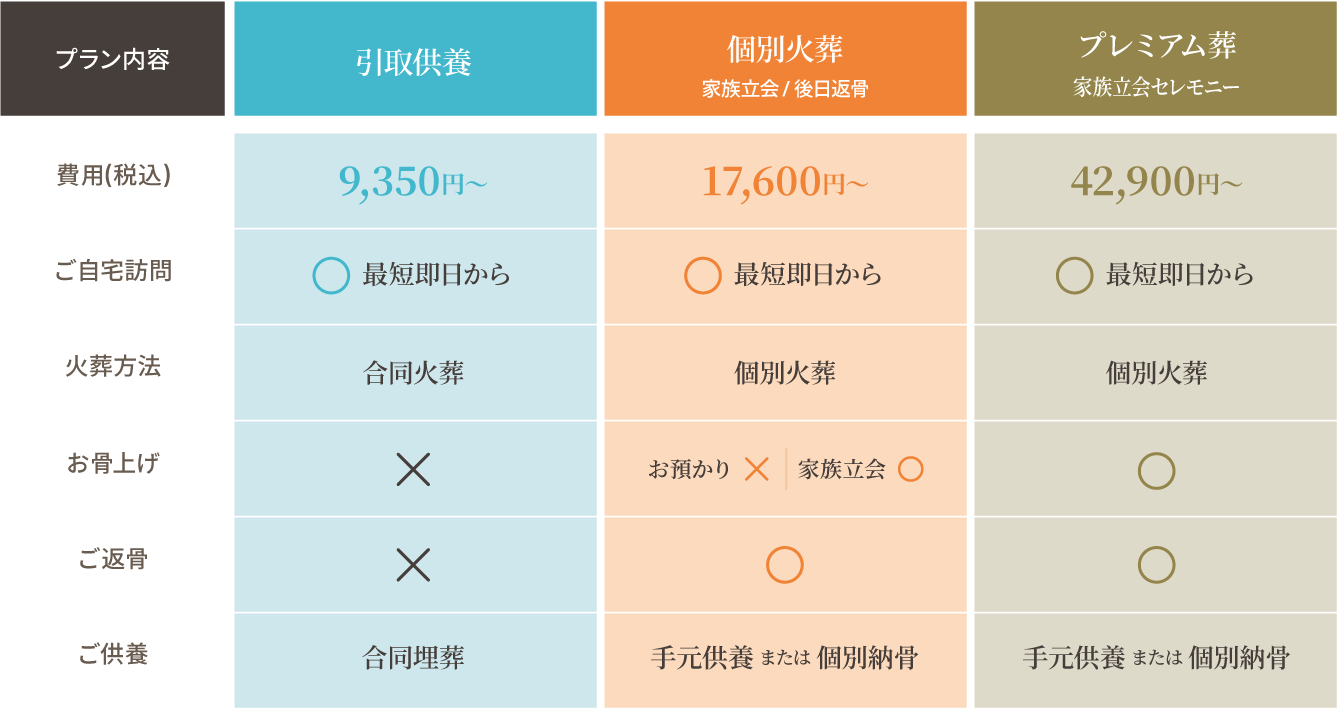 プラン内容
引取供養
個別火葬
家族立会 / 後日返骨
プレミアム葬
家族立会セレモニー
費用(税込)
9,350円〜
17,600円〜
42,900円〜
ご自宅訪問
◯ 最短即日から
◯ 最短即日から
◯ 最短即日から
火葬方法
合同火葬
個別火葬
個別火葬
お骨上げ
×
お預かり × | 家族立会 ◯
◯
ご返骨
×
◯
◯
ご供養
合同埋葬
手元供養 または 個別納骨
手元供養 または 個別納骨